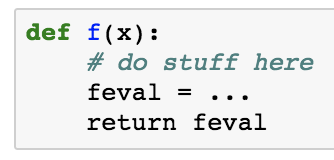 def f(x):
    # do stuff here
    feval = ...
    return feval